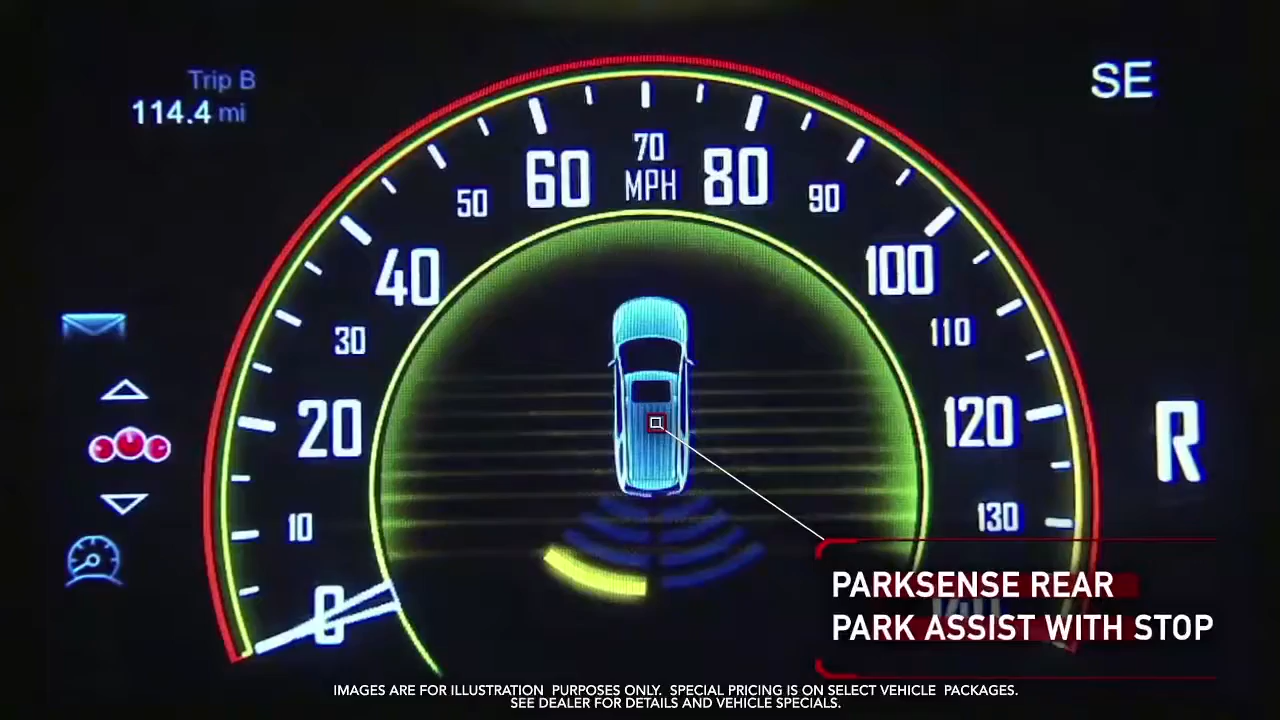 Trip B
114.4 mi
SE
0
10
20
30
40
50
60
70
MPH
80
90
100
110
120
130
140
R
PARKSENSE REAR
PARK ASSIST WITH STOP
IMAGES ARE FOR ILLUSTRATION PURPOSES ONLY. SPECIAL PRICING IS ON SELECT VEHICLE PACKAGES.
SEE DEALER FOR DETAILS AND VEHICLE SPECIALS.